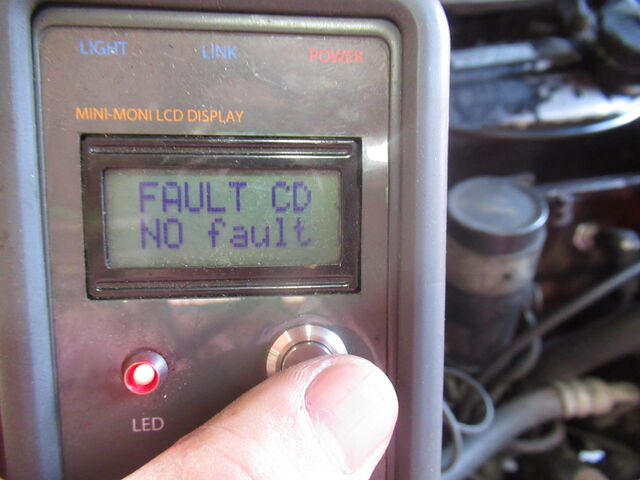 LIGHT LINK POWER
MINI-MONI LCD DISPLAY
FAULT CD
NO fault
LED